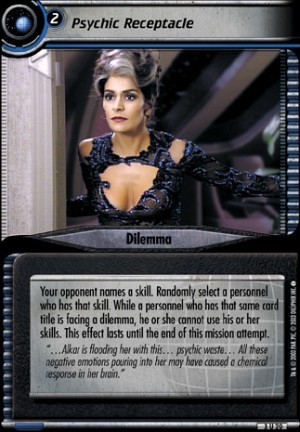 2
Psychic Receptacle
Dilemma
Your opponent names a skill. Randomly select a personnel
who has that skill. While a personnel who has that same card
title is facing a dilemma, he or she cannot use his or her
skills. This effect lasts until the end of this mission attempt.
“…Alkar is flooding her with this… psychic waste… All these
negative emotions pouring into her may have caused a chemical
response in her brain.”
3 U 20